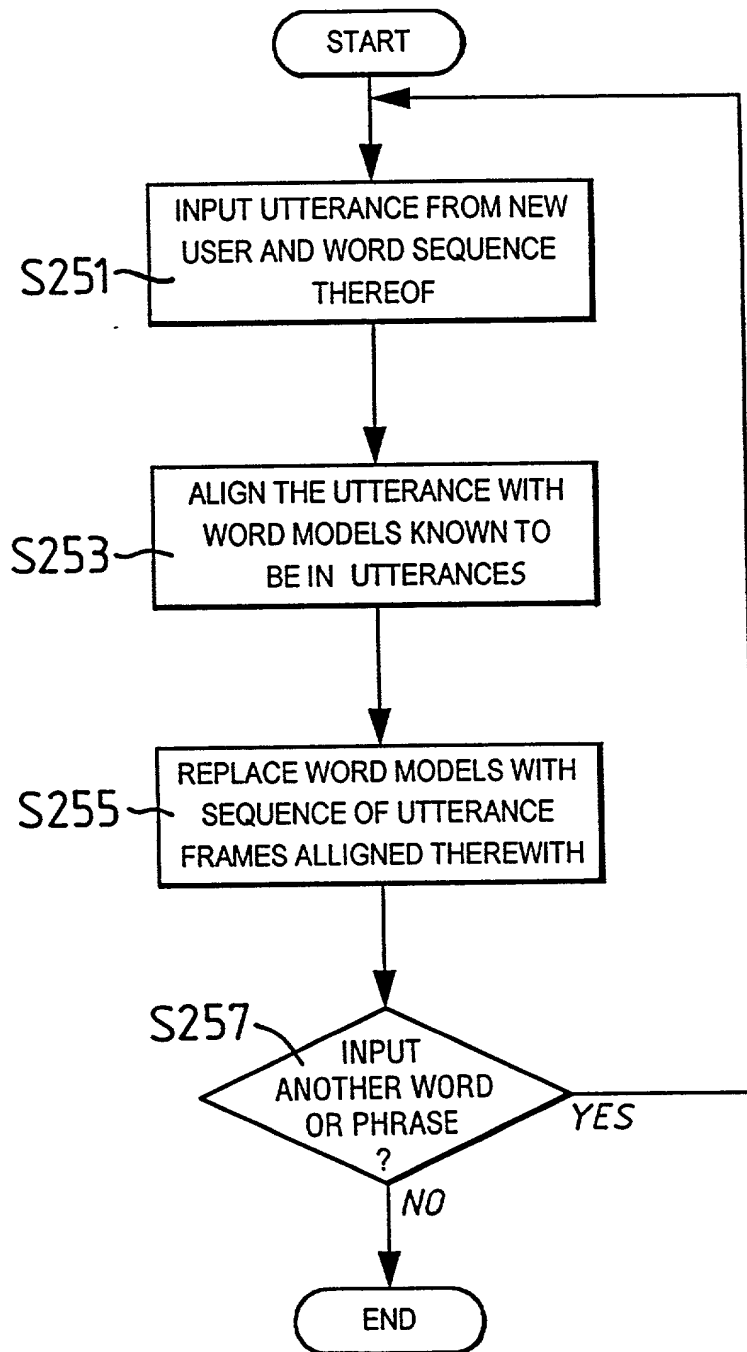 START
INPUT UTTERANCE FROM NEW
USER AND WORD SEQUENCE
THEREOF
S251
ALIGN THE UTTERANCE WITH
WORD MODELS KNOWN TO
BE IN UTTERANCES
S253
REPLACE WORD MODELS WITH
SEQUENCE OF UTTERANCE
FRAMES ALLIGNED THEREWITH
S255
S257
INPUT
ANOTHER WORD
OR PHRASE
?
YES
NO
END